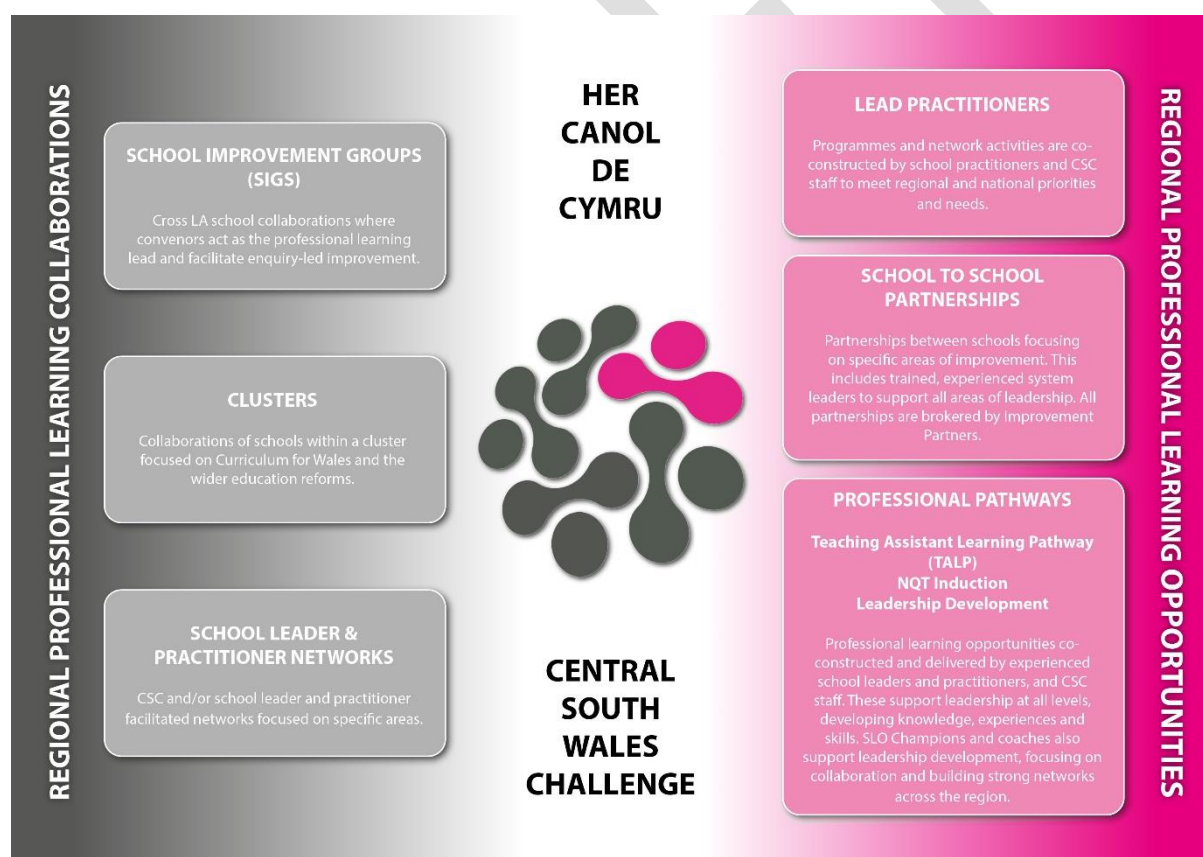 REGIONAL PROFESSIONAL LEARNING COLLABORATIONS
SCHOOL IMPROVEMENT GROUPS
(SIGS)
Cross LA school collaborations where
convenors act as the professional learning
lead and facilitate enquiry-led improvement.
CLUSTERS
Collaborations of schools within a cluster
focused on Curriculum for Wales and the
wider education reforms.
SCHOOL LEADER &
PRACTITIONER NETWORKS
CSC and/or school leader and practitioner
facilitated networks focused on specific areas.
HER
CANOL
DE
CYMRU
CENTRAL
SOUTH
WALES
CHALLENGE
LEAD PRACTITIONERS
Programmes and network activities are co-
constructed by school practitioners and CSC
staff to meet regional and national priorities
and needs.
SCHOOL TO SCHOOL
PARTNERSHIPS
Partnerships between schools focusing
on specific areas of improvement. This
includes trained, experienced system
leaders to support all areas of leadership. All
partnerships are brokered by Improvement
Partners.
PROFESSIONAL PATHWAYS
Teaching Assistant Learning Pathway
(TALP)
NQT Induction
Leadership Development
Professional learning opportunities co-
constructed and delivered by experienced
school leaders and practitioners, and CSC
staff. These support leadership at all levels,
developing knowledge, experiences and
skills. SLO Champions and coaches also
support leadership development, focusing on
collaboration and building strong networks
across the region.
REGIONAL PROFESSIONAL LEARNING OPPORTUNITIES